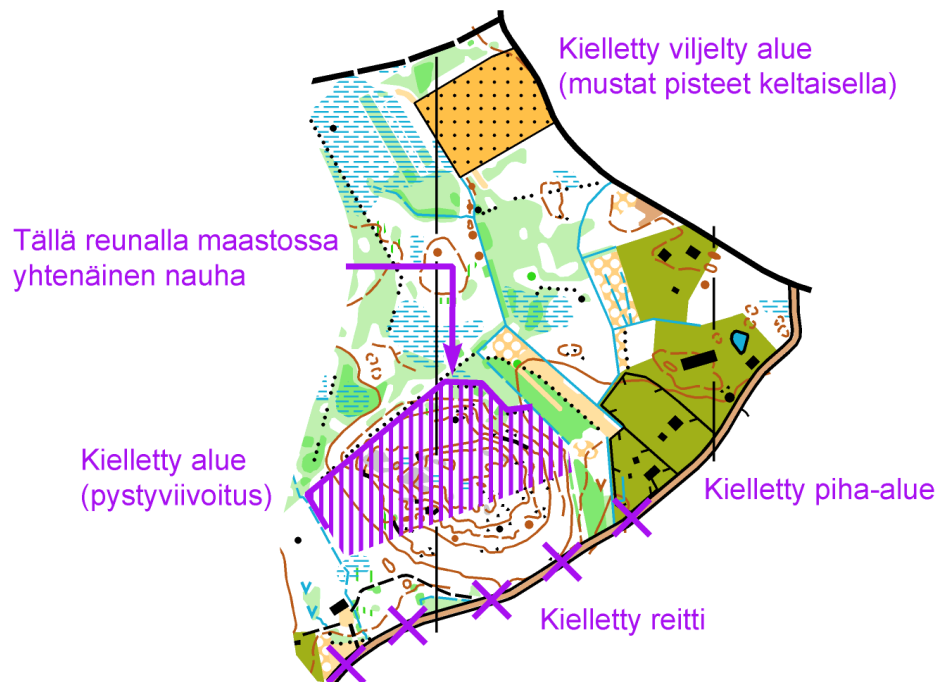 Kielletty viljelty alue
(mustat pisteet keltaisella)
Tällä reunalla maastossa
yhtenäinen nauha
Kielletty alue
(pystyviivoitus)
Kielletty piha-alue
Kielletty reitti